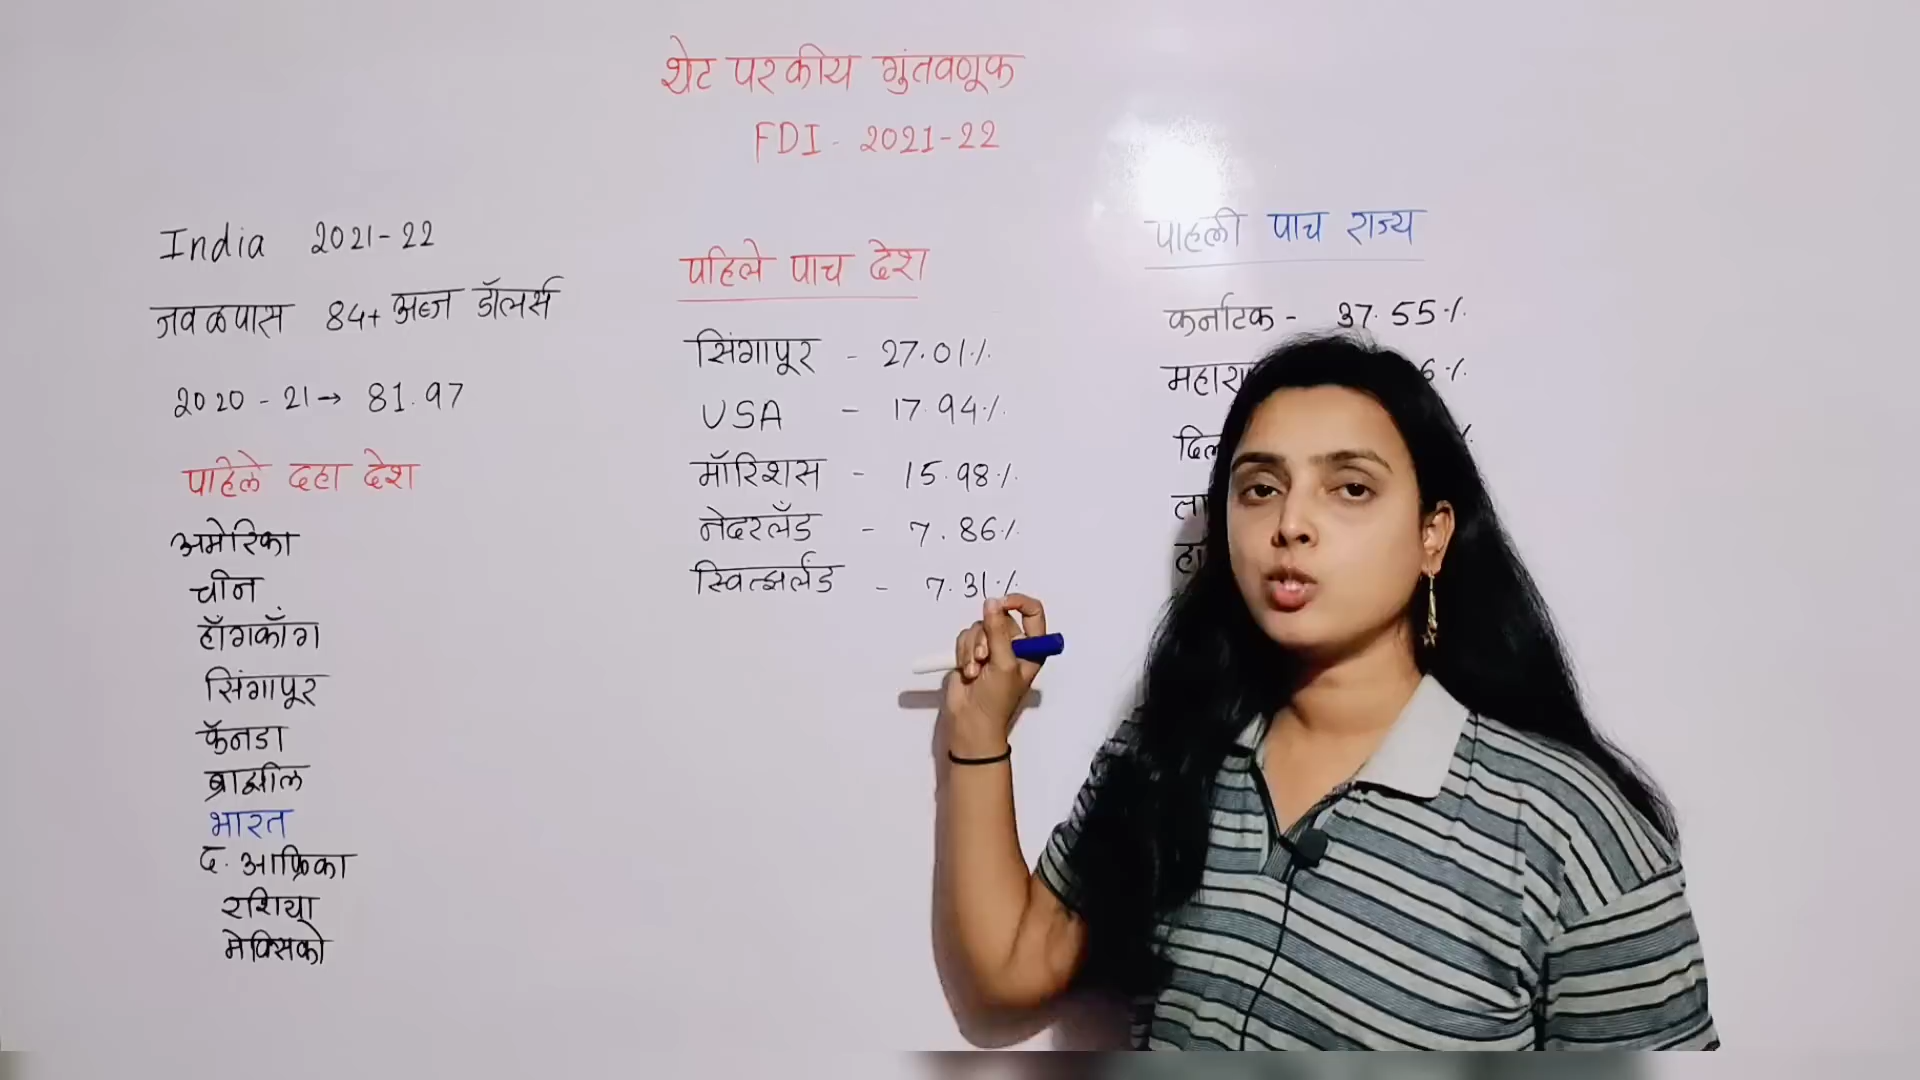 थेट परकीय गुंतवणूक
FDI - 2021-22
India 2021-22
जवळपास 84+ अब्ज डॉलर्स
2020-21→ 81.97
पहिले दहा देश
अमेरिका
चीन
हाँगकाँग
सिंगापूर
कॅनडा
ब्राझील
भारत
द. आफ्रिका
रशिया
मेक्सिको
पहिले पाच देश
सिंगापूर - 27.01%
USA - 17.94%
मॉरिशस - 15.98%
नेदरलँड - 7.86%
स्वित्झर्लंड - 7.31%
पहिली पाच राज्य
कर्नाटक - 37.55%